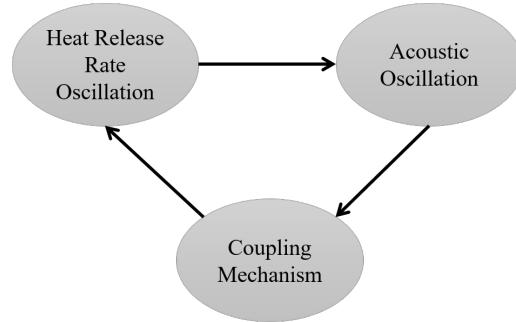 Heat Release
Rate
Oscillation
Acoustic
Oscillation
Coupling
Mechanism